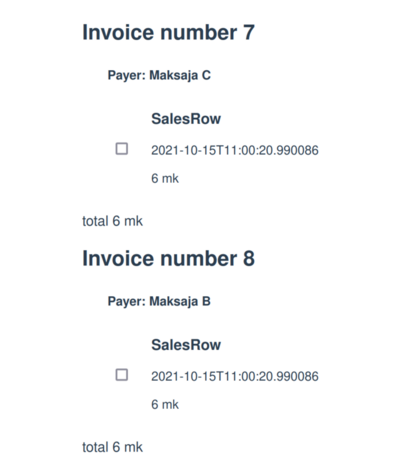 Invoice number 7
Payer: Maksaja C
SalesRow
2021-10-15T11:00:20.990086
6 mk
total 6 mk
Invoice number 8
Payer: Maksaja B
SalesRow
2021-10-15T11:00:20.990086
6 mk
total 6 mk